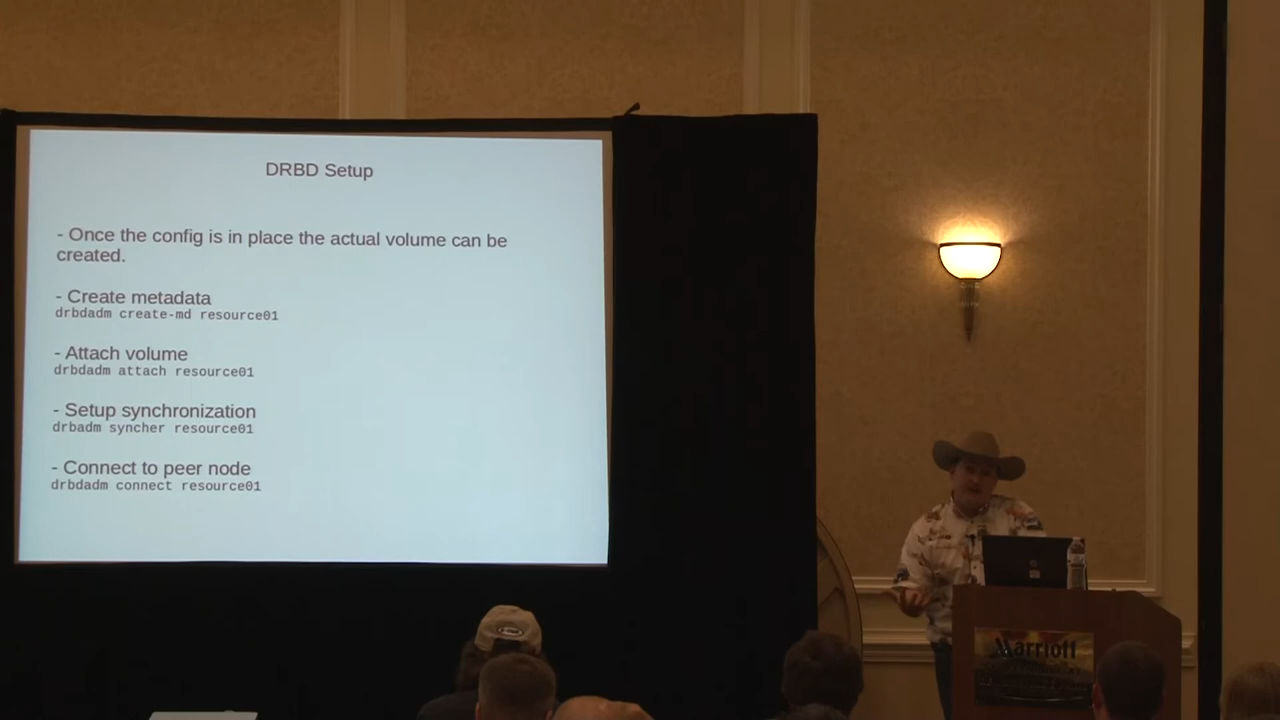 DRBD Setup
- Once the config is in place the actual volume can be
created.
- Create metadata
drbdadm create-md resource01
- Attach volume
drbdadm attach resource01
- Setup synchronization
drbadm syncher resource01
- Connect to peer node
drbdadm connect resource01
Marriott